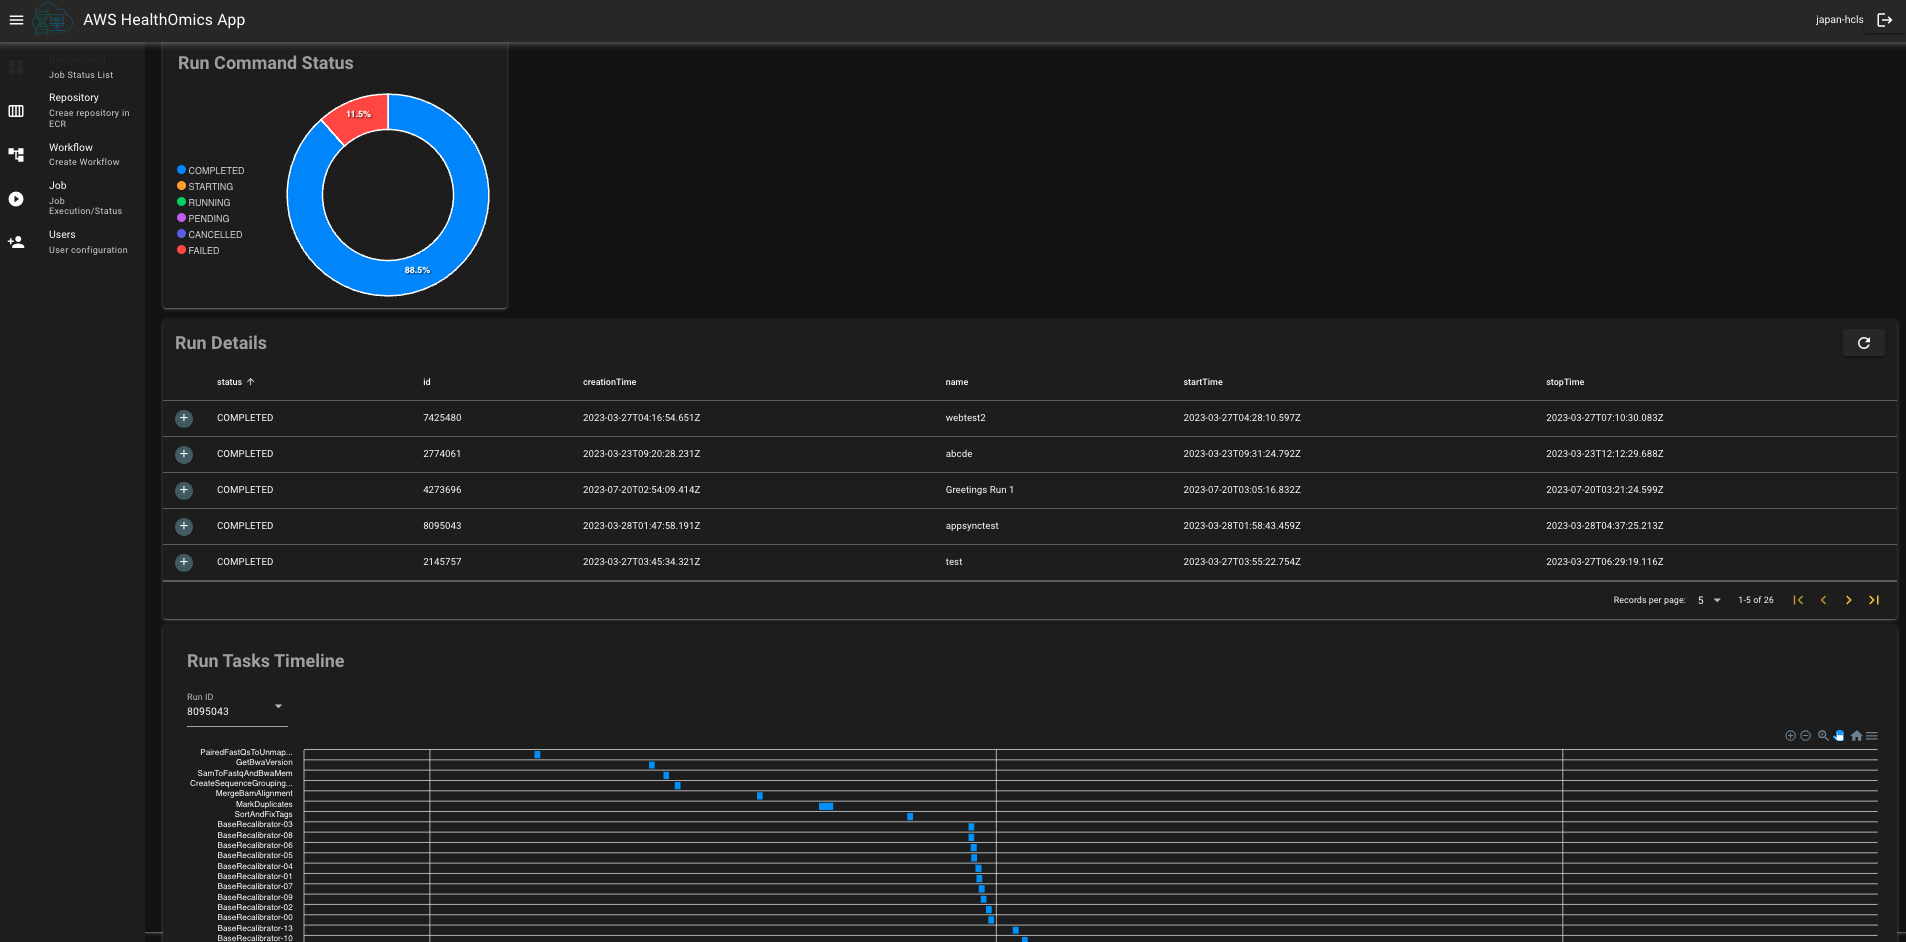 AWS HealthOmics App
japan-hcls
Dashboard
Job Status List
Repository
Creae repository in
ECR
Workflow
Create Workflow
Job
Job
Execution/Status
Users
User configuration
Run Command Status
11.5%
COMPLETED
STARTING
RUNNING
PENDING
CANCELLED
FAILED
88.5%
Run Details
status id creationTime name startTime stopTime
COMPLETED 7425480 2023-03-27T04:16:54.651Z webtest2 2023-03-27T04:28:10.597Z 2023-03-27T07:10:30.083Z
COMPLETED 2774061 2023-03-23T09:20:28.231Z abcde 2023-03-23T09:31:24.792Z 2023-03-23T12:12:29.688Z
COMPLETED 4273696 2023-07-20T02:54:09.414Z Greetings Run 1 2023-07-20T03:05:16.832Z 2023-07-20T03:21:24.599Z
COMPLETED 8095043 2023-03-28T01:47:58.191Z appsynctest 2023-03-28T01:58:43.459Z 2023-03-28T04:37:25.213Z
COMPLETED 2145757 2023-03-27T03:45:34.321Z test 2023-03-27T03:55:22.754Z 2023-03-27T06:29:19.116Z
Records per page: 5 1-5 of 26
Run Tasks Timeline
Run ID
8095043
PairedFastQsToUnmap...
GetBwaVersion
SamToFastqAndBwaMem
CreateSequenceGrouping...
MergeBamAlignment
MarkDuplicates
SortAndFixTags
BaseRecalibrator-03
BaseRecalibrator-08
BaseRecalibrator-06
BaseRecalibrator-05
BaseRecalibrator-04
BaseRecalibrator-01
BaseRecalibrator-07
BaseRecalibrator-09
BaseRecalibrator-02
BaseRecalibrator-00
BaseRecalibrator-13
BaseRecalibrator-10